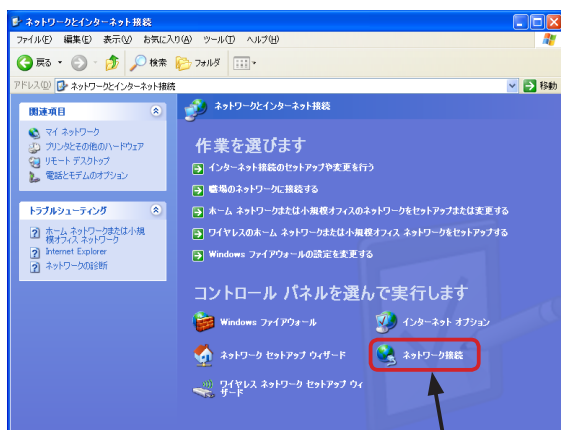 ネットワークとインターネット接続
ファイル(F) 編集(E) 表示(V) お気に入り(A) ツール(T) ヘルプ(H)
戻る 検索 フォルダ
アドレス(D) ネットワークとインターネット接続 移動
関連項目
マイ ネットワーク
プリンタとその他のハードウェア
リモート デスクトップ
電話とモデムのオプション
トラブルシューティング
ホーム ネットワークまたは小規
模オフィス ネットワーク
Internet Explorer
ネットワークの診断
ネットワークとインターネット接続
作業を選びます
インターネット接続のセットアップや変更を行う
職場のネットワークに接続する
ホーム ネットワークまたは小規模オフィスのネットワークをセットアップまたは変更する
ワイヤレスのホーム ネットワークまたは小規模オフィス ネットワークをセットアップする
Windows ファイアウォールの設定を変更する
コントロール パネルを選んで実行します
Windows ファイアウォール
インターネット オプション
ネットワーク セットアップ ウィザード
ネットワーク接続
ワイヤレス ネットワーク セットアップ ウィ
ザード